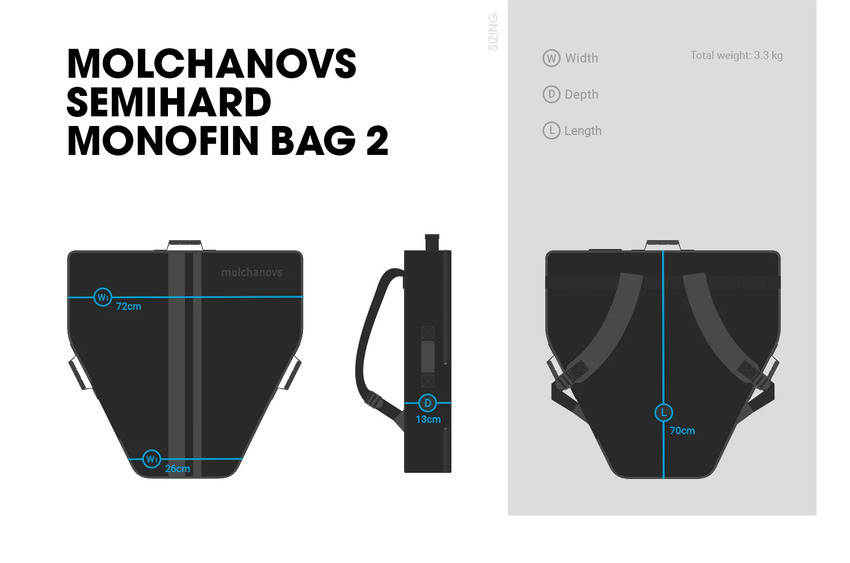 MOLCHANOVS
SEMIHARD
MONOFIN BAG 2
SIZING
W Width
Total weight: 3.3 kg
D Depth
L Length
molchanovs
W₁
72cm
D
13cm
L
70cm
W₁
26cm